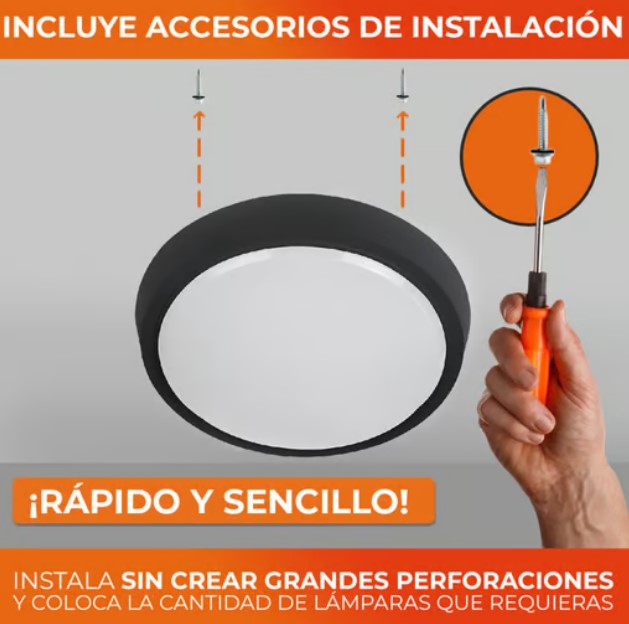 INCLUYE ACCESORIOS DE INSTALACIÓN
¡RÁPIDO Y SENCILLO!
INSTALA SIN CREAR GRANDES PERFORACIONES
Y COLOCA LA CANTIDAD DE LÁMPARAS QUE REQUIERAS